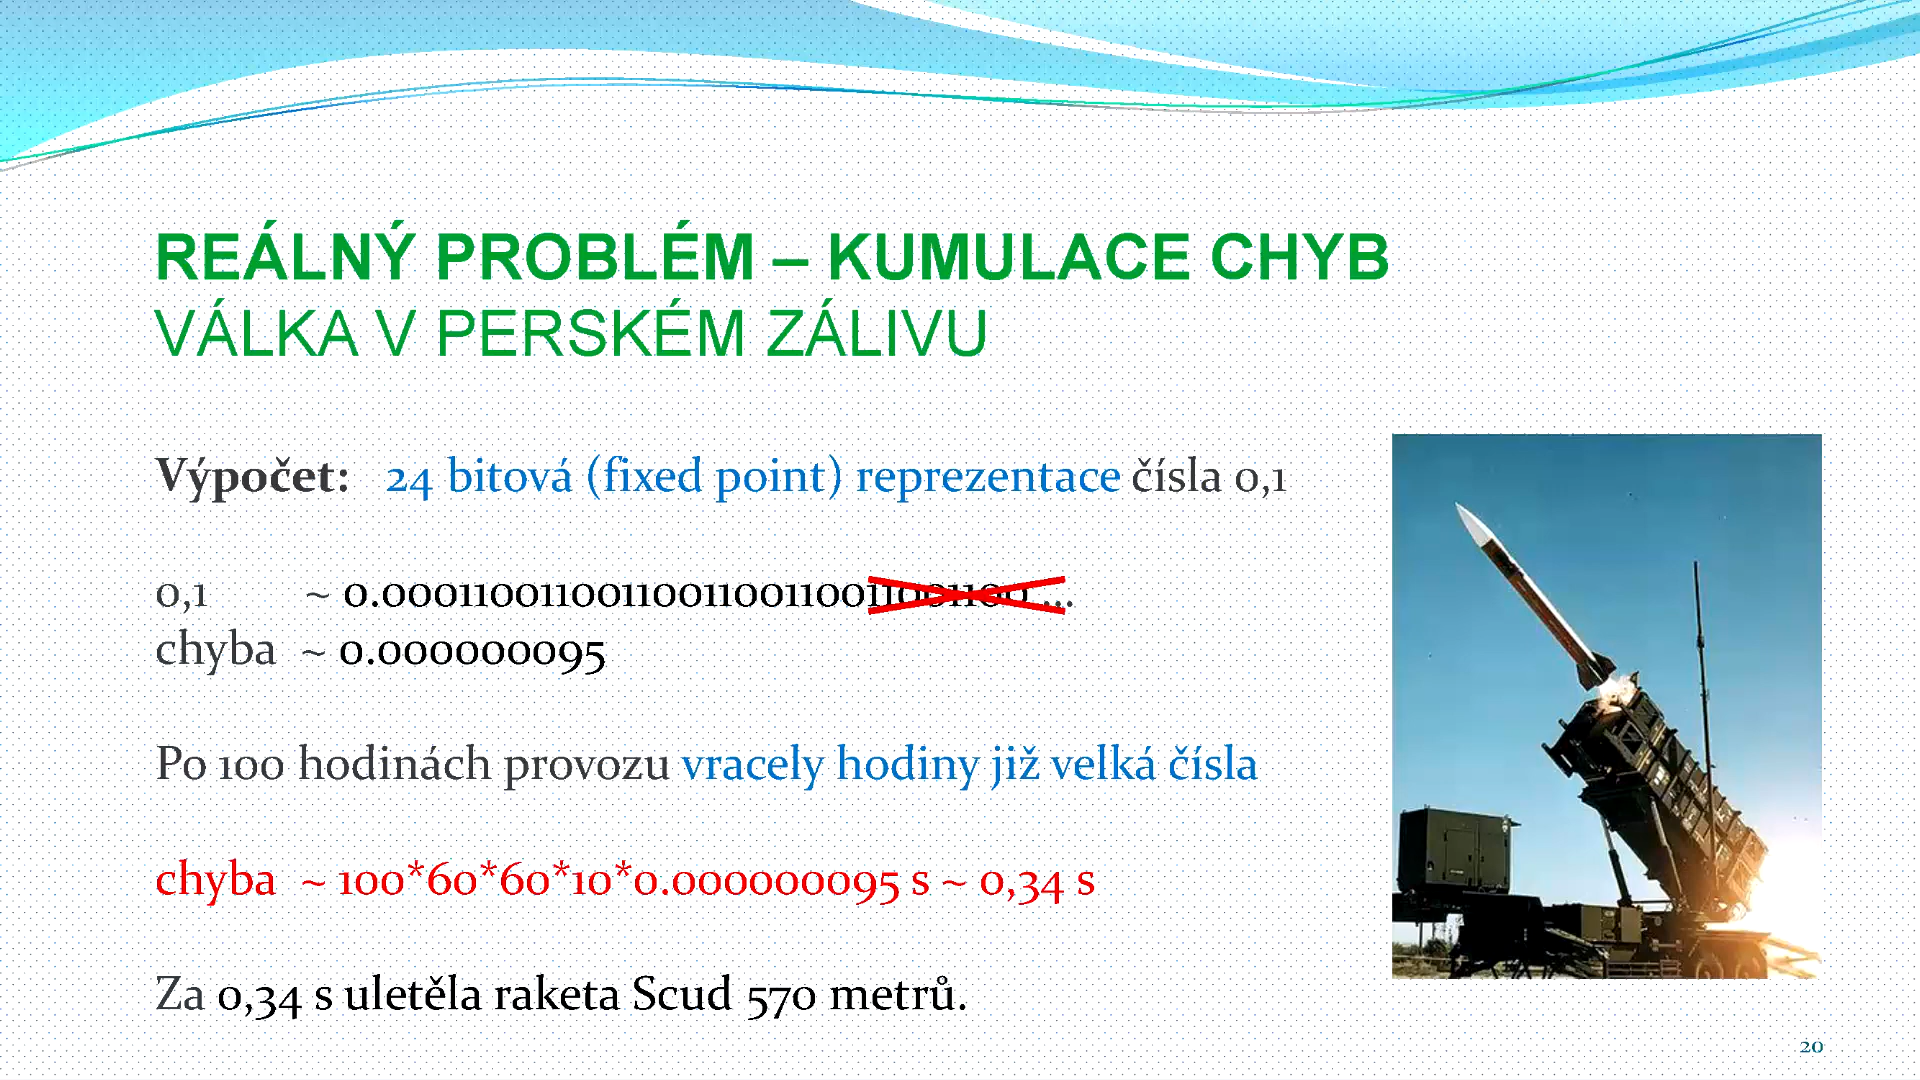 REÁLNÝ PROBLÉM – KUMULACE CHYB
VÁLKA V PERSKÉM ZÁLIVU
Výpočet: 24 bitová (fixed point) reprezentace čísla 0,1
0,1 ~ 0.0001100110011001100110011001100 ...
chyba ~ 0.000000095
Po 100 hodinách provozu vracely hodiny již velká čísla
chyba ~ 100*60*60*10*0.000000095 s ~ 0,34 s
Za 0,34 s uletěla raketa Scud 570 metrů.
20